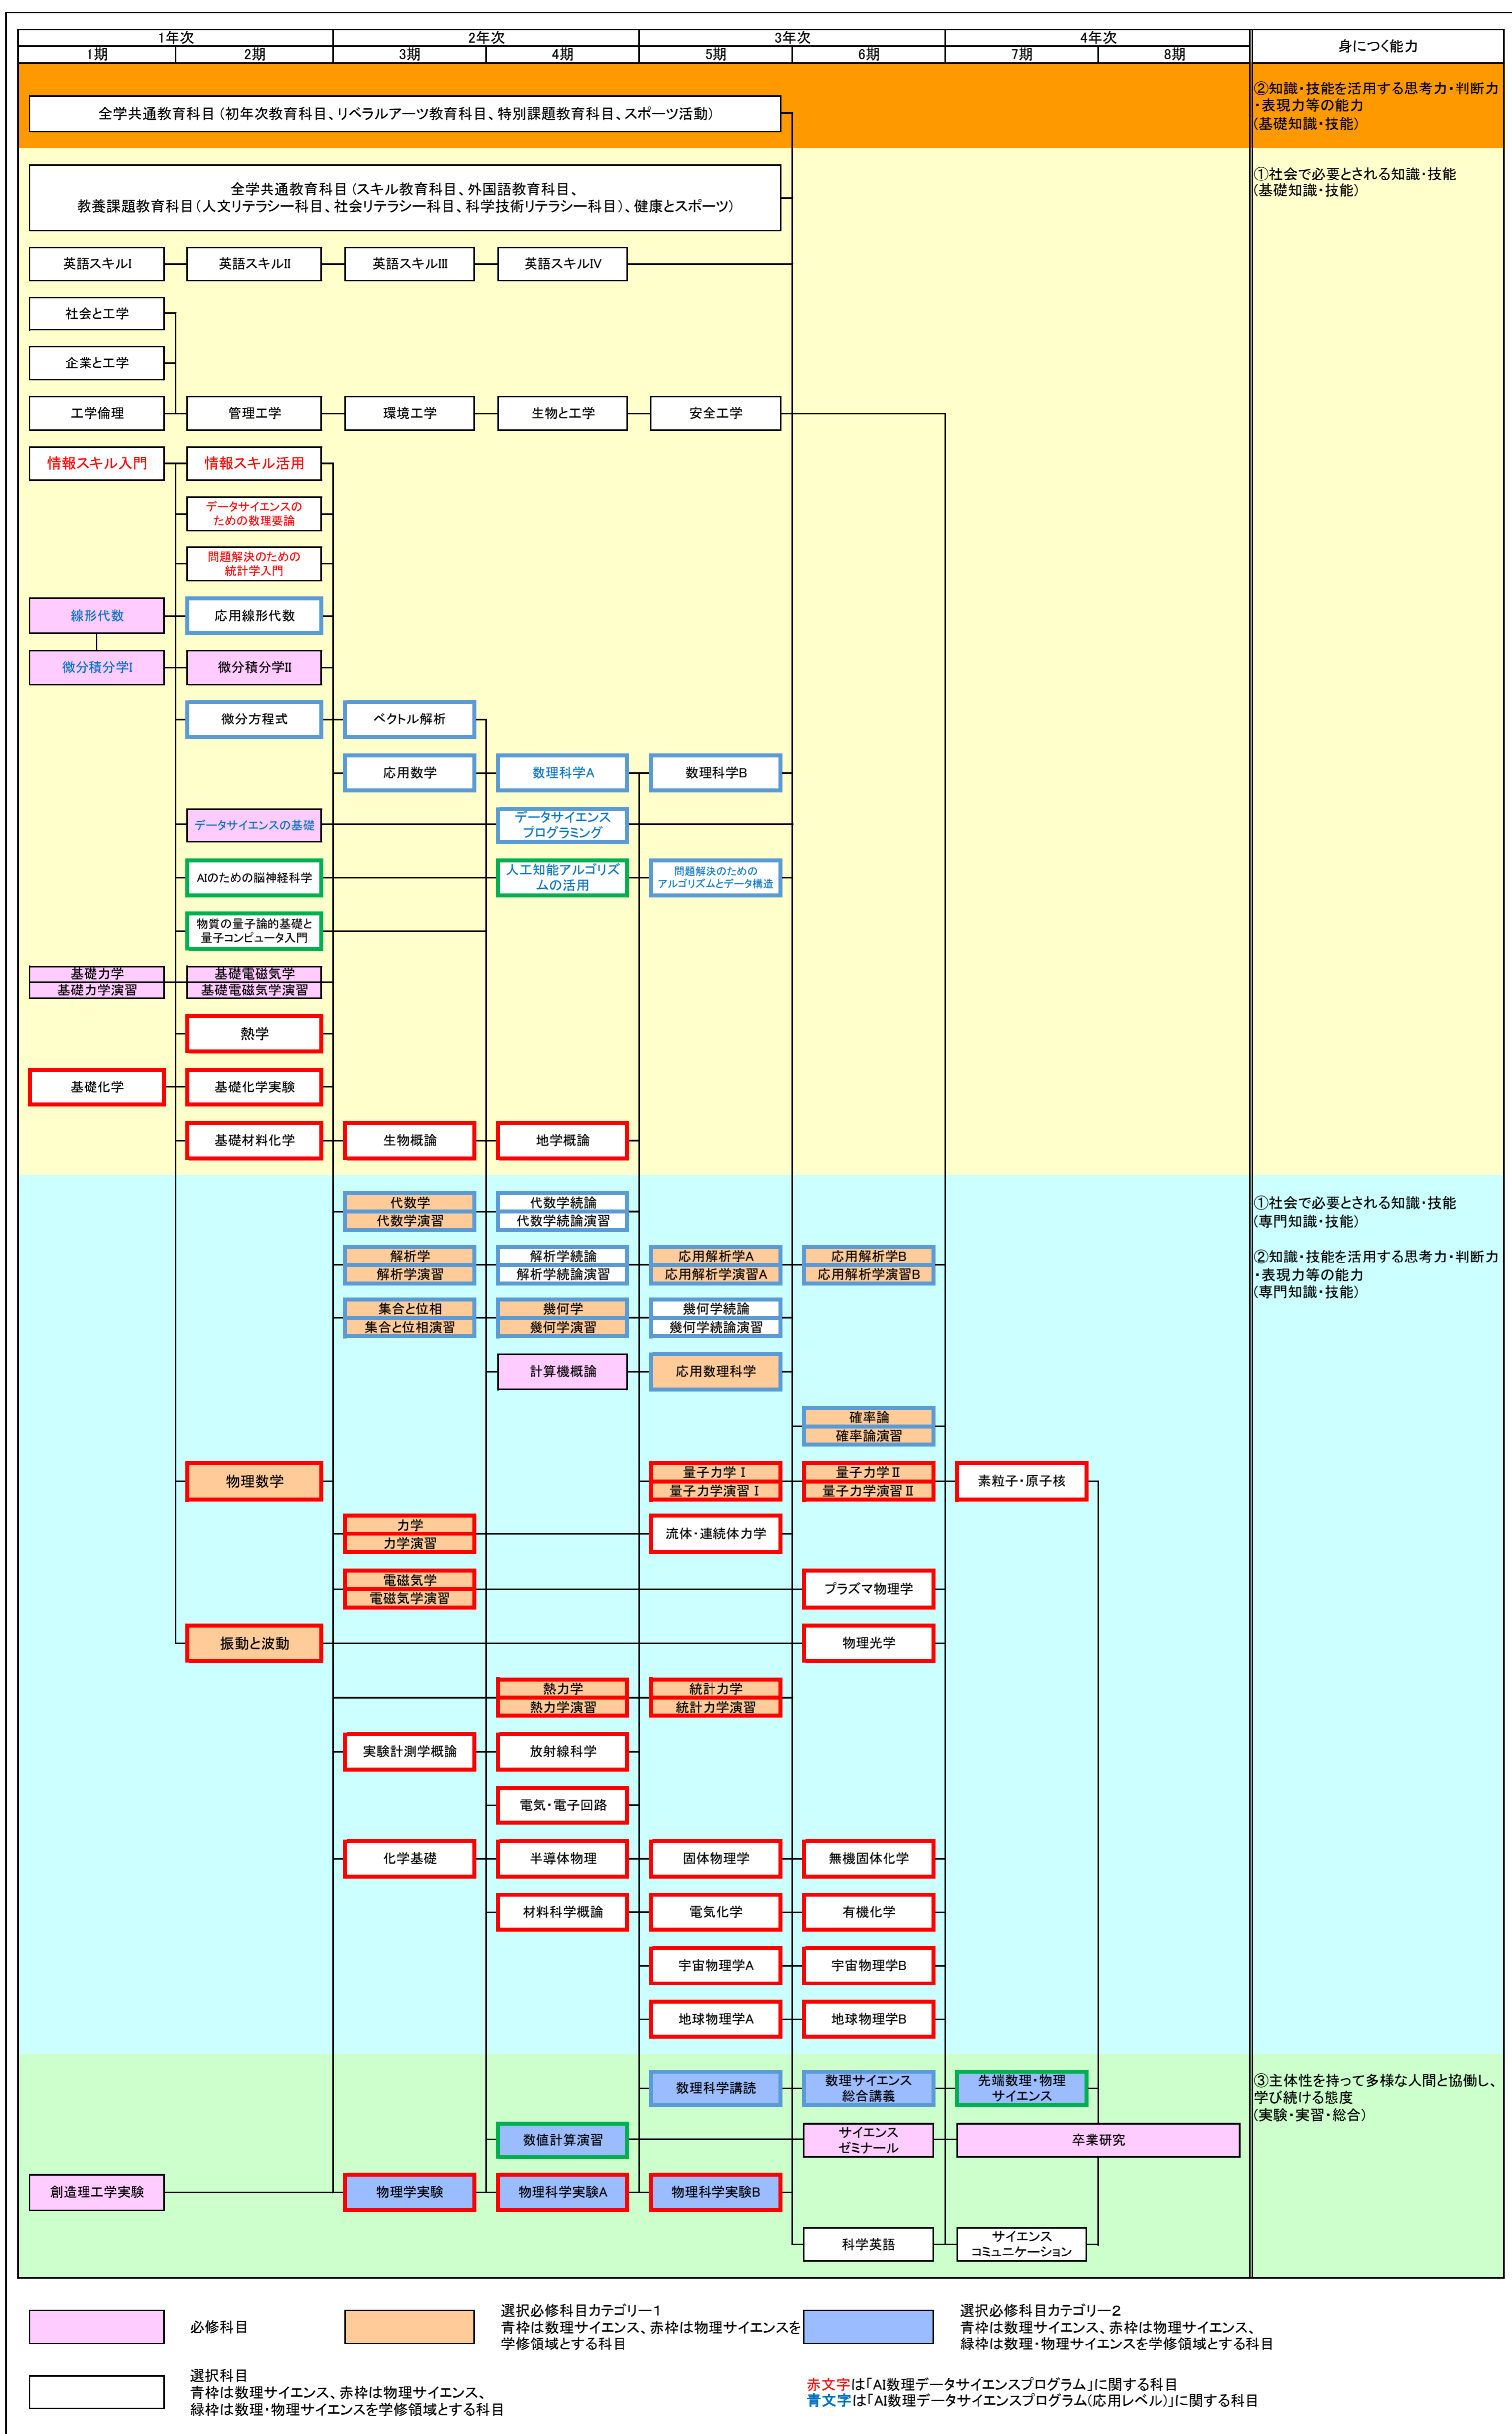 1年次
2年次
3年次
4年次
身につく能力
1期
2期
3期
4期
5期
6期
7期
8期
全学共通教育科目（初年次教育科目、リベラルアーツ教育科目、特別課題教育科目、スポーツ活動）
②知識・技能を活用する思考力・判断力
・表現力等の能力
(基礎知識・技能)
全学共通教育科目（スキル教育科目、外国語教育科目、
教養課題教育科目（人文リテラシー科目、社会リテラシー科目、科学技術リテラシー科目）、健康とスポーツ）
①社会で必要とされる知識・技能
(基礎知識・技能)
英語スキルI
英語スキルII
英語スキルIII
英語スキルIV
社会と工学
企業と工学
工学倫理
管理工学
環境工学
生物と工学
安全工学
情報スキル入門
情報スキル活用
データサイエンスの
ための数理要論
問題解決のための
統計学入門
線形代数
応用線形代数
微分積分学I
微分積分学II
微分方程式
ベクトル解析
応用数学
数理科学A
数理科学B
データサイエンスの基礎
データサイエンス
プログラミング
AIのための脳神経科学
人工知能アルゴリズ
ムの活用
問題解決のための
アルゴリズムとデータ構造
物質の量子論的基礎と
量子コンピュータ入門
基礎力学
基礎力学演習
基礎電磁気学
基礎電磁気学演習
熱学
基礎化学
基礎化学実験
基礎材料化学
生物概論
地学概論
代数学
代数学演習
代数学続論
代数学続論演習
①社会で必要とされる知識・技能
(専門知識・技能)
解析学
解析学演習
解析学続論
解析学続論演習
応用解析学A
応用解析学演習A
応用解析学B
応用解析学演習B
②知識・技能を活用する思考力・判断力
・表現力等の能力
(専門知識・技能)
集合と位相
集合と位相演習
幾何学
幾何学演習
幾何学続論
幾何学続論演習
計算機概論
応用数理科学
確率論
確率論演習
物理数学
量子力学Ⅰ
量子力学演習Ⅰ
量子力学Ⅱ
量子力学演習Ⅱ
素粒子・原子核
力学
力学演習
流体・連続体力学
電磁気学
電磁気学演習
プラズマ物理学
振動と波動
物理光学
熱力学
熱力学演習
統計力学
統計力学演習
実験計測学概論
放射線科学
電気・電子回路
化学基礎
半導体物理
固体物理学
無機固体化学
材料科学概論
電気化学
有機化学
宇宙物理学A
宇宙物理学B
地球物理学A
地球物理学B
数理科学講読
数理サイエンス
総合講義
先端数理・物理
サイエンス
③主体性を持って多様な人間と協働し、
学び続ける態度
(実験・実習・総合)
数値計算演習
サイエンス
ゼミナール
卒業研究
創造理工学実験
物理学実験
物理科学実験A
物理科学実験B
科学英語
サイエンス
コミュニケーション
必修科目
選択必修科目カテゴリー1
青枠は数理サイエンス、赤枠は物理サイエンスを
学修領域とする科目
選択必修科目カテゴリー2
青枠は数理サイエンス、赤枠は物理サイエンス、
緑枠は数理・物理サイエンスを学修領域とする科目
選択科目
青枠は数理サイエンス、赤枠は物理サイエンス、
緑枠は数理・物理サイエンスを学修領域とする科目
赤文字は「AI数理データサイエンスプログラム」に関する科目
青文字は「AI数理データサイエンスプログラム(応用レベル)」に関する科目